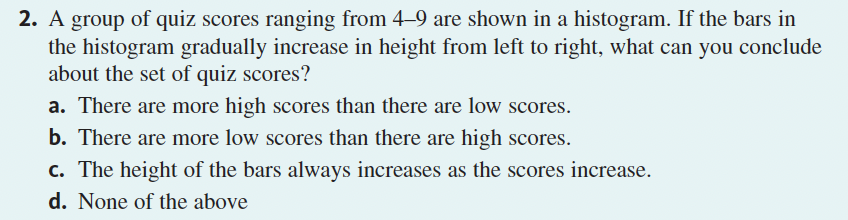 2. A group of quiz scores ranging from 4–9 are shown in a histogram. If the bars in
the histogram gradually increase in height from left to right, what can you conclude
about the set of quiz scores?
a. There are more high scores than there are low scores.
b. There are more low scores than there are high scores.
c. The height of the bars always increases as the scores increase.
d. None of the above